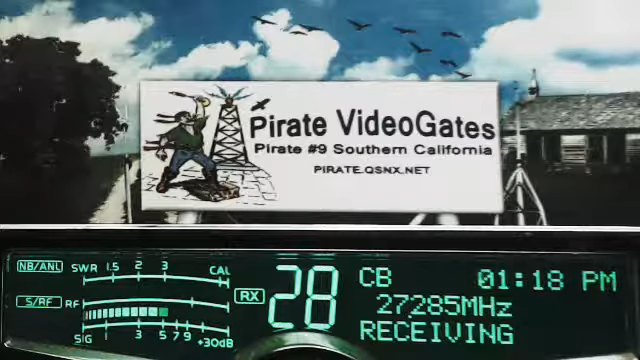 Pirate VideoGates
Pirate #9 Southern California
PIRATE.QSNX.NET
NB/ANL SWR 1.5 2 3 CAL
S/RF RF
SIG 3 5 7 9 +30dB
RX 28
CB 01:18 PM
27285MHz
RECEIVING